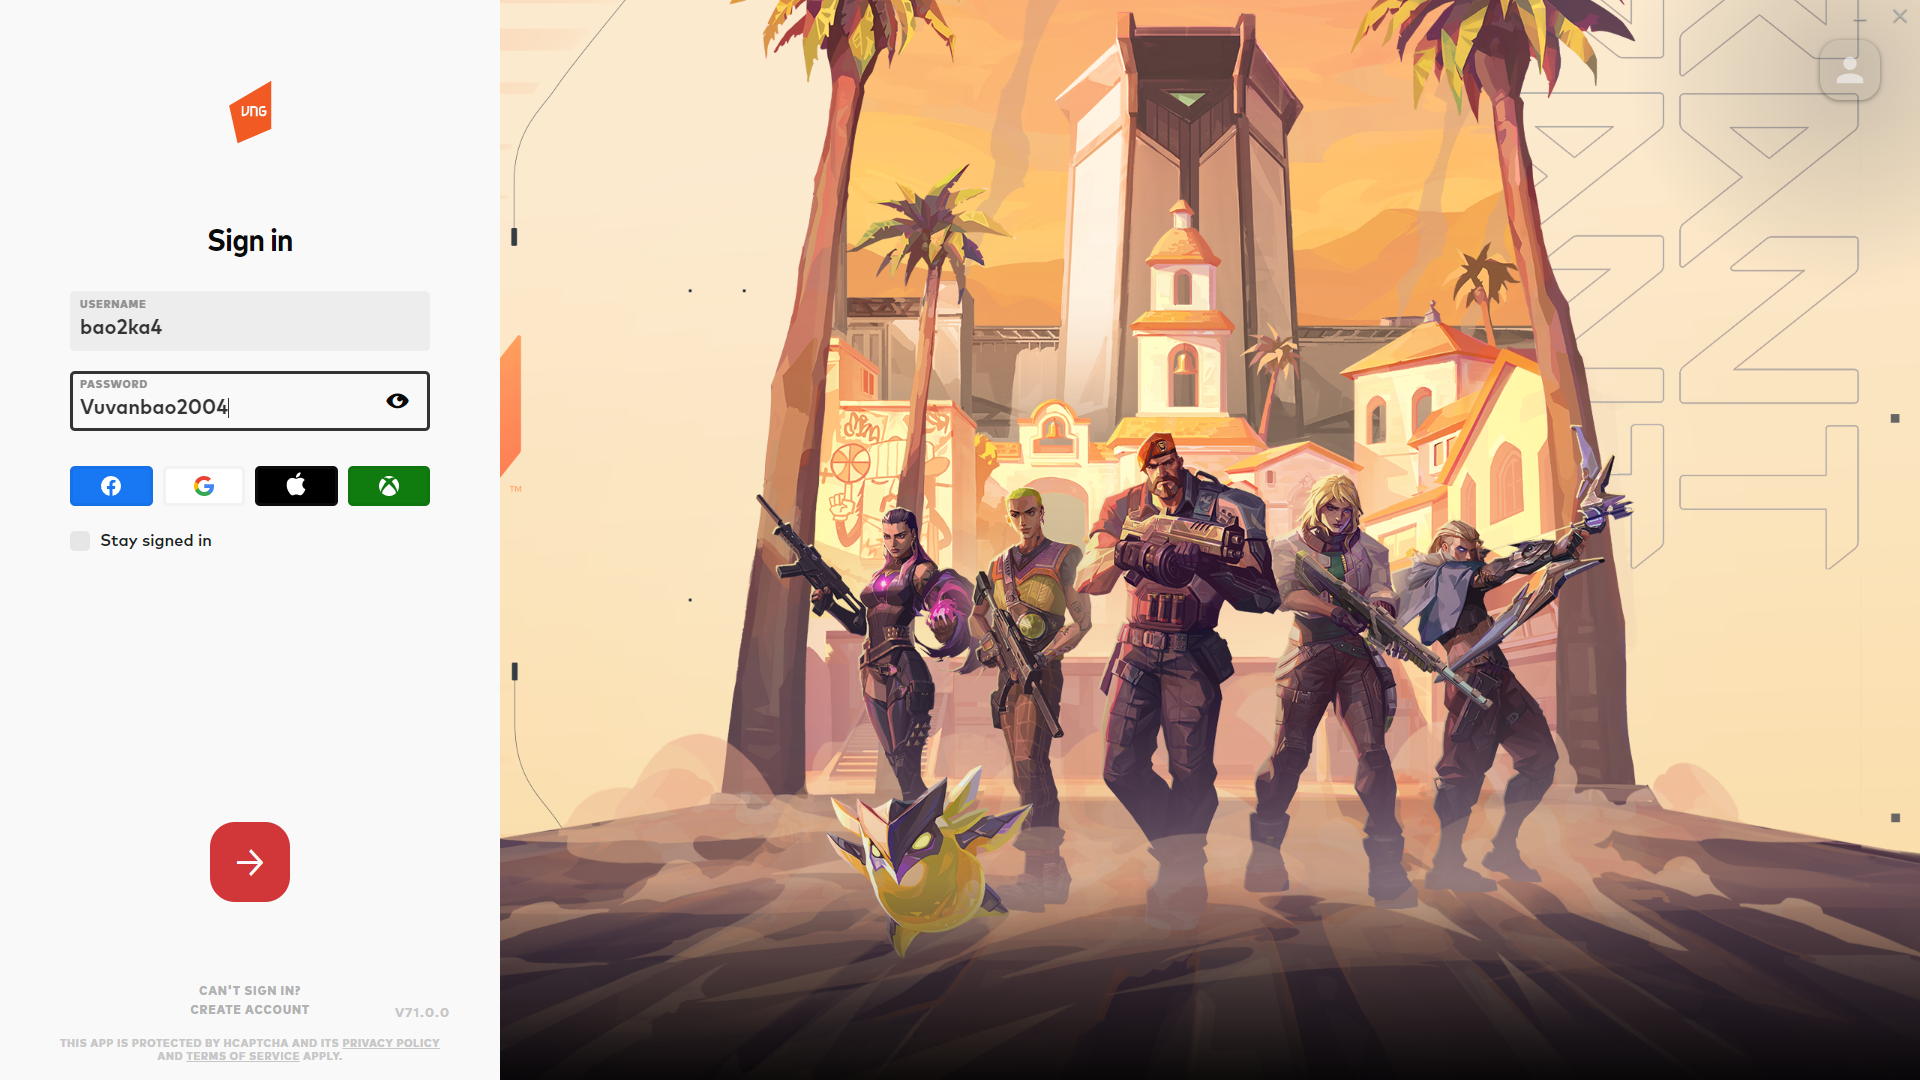 VNG
Sign in
USERNAME
bao2ka4
PASSWORD
Vuvanbao2004
Stay signed in
CAN'T SIGN IN?
CREATE ACCOUNT
V71.0.0
THIS APP IS PROTECTED BY HCAPTCHA AND ITS PRIVACY POLICY
AND TERMS OF SERVICE APPLY.
TM